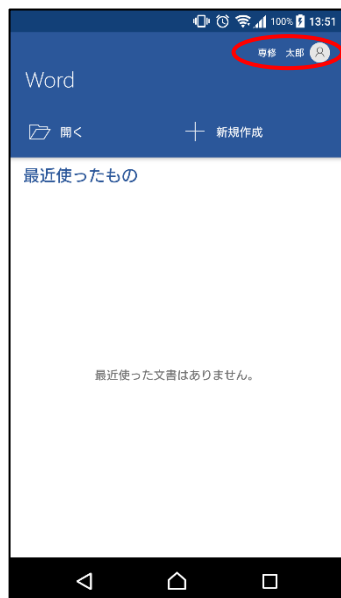 100% 13:51
専修 太郎
Word
開く 新規作成
最近使ったもの
最近使った文書はありません。